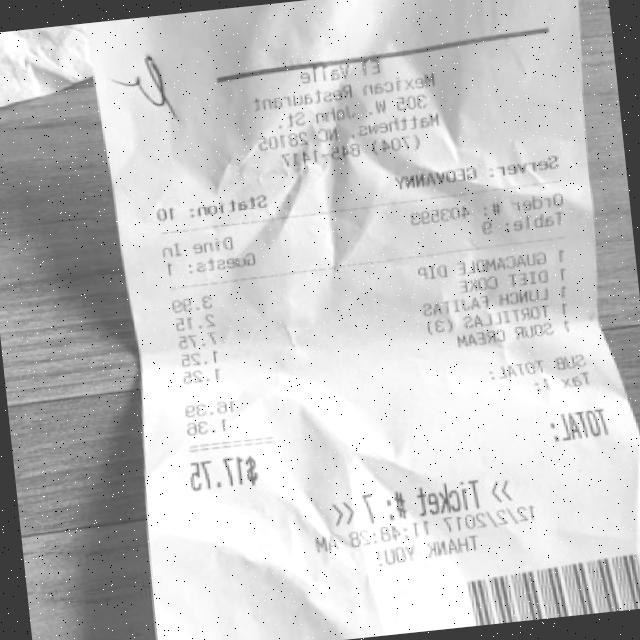 El Valle
Mexican Restaurant
305 W. John St.
Matthews, NC 28105
(704) 845-1417
Server: GEOVANNY Station: 10
Order #:
Table: 9 Dine In
Guests: 1
1 GUACAMOLE DIP 3.99
1 DIET COKE 2.15
1 LUNCH FAJITAS 7.75
1 TORTILLAS (3) 1.25
1 SOUR CREAM 1.25
SUB TOTAL: 16.39
Tax 1: 1.36
============
TOTAL: $17.75
>> Ticket #: 7 <<
12/2/2017 11:48:28 AM
THANK YOU!